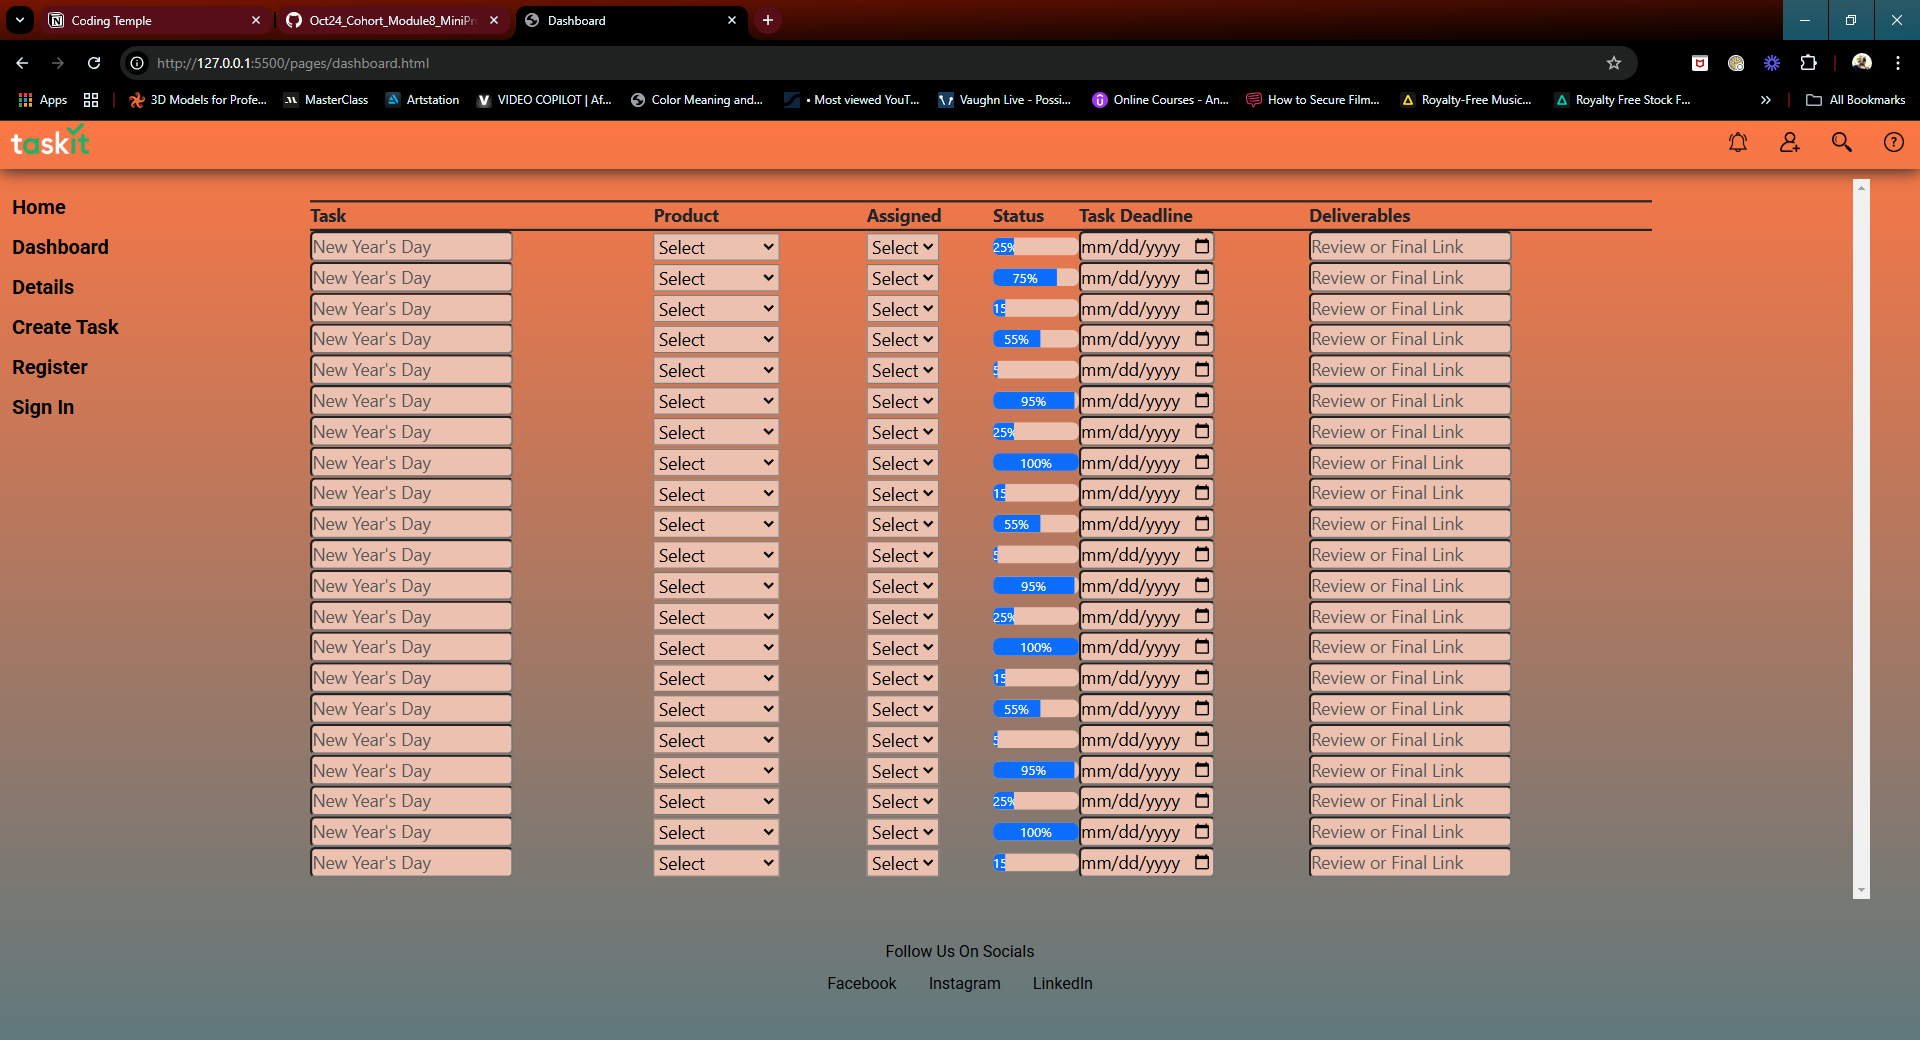 Coding Temple
Oct24_Cohort_Module8_MiniPr
Dashboard
http://127.0.0.1:5500/pages/dashboard.html
Apps
3D Models for Profe...
MasterClass
Artstation
VIDEO COPILOT | Af...
Color Meaning and...
• Most viewed YouT...
Vaughn Live - Possi...
Online Courses - An...
How to Secure Film...
Royalty-Free Music...
Royalty Free Stock F...
All Bookmarks
taskit
Home
Dashboard
Details
Create Task
Register
Sign In
Task Product Assigned Status Task Deadline Deliverables
New Year's Day Select Select 25% mm/dd/yyyy Review or Final Link
New Year's Day Select Select 75% mm/dd/yyyy Review or Final Link
New Year's Day Select Select 15 mm/dd/yyyy Review or Final Link
New Year's Day Select Select 55% mm/dd/yyyy Review or Final Link
New Year's Day Select Select mm/dd/yyyy Review or Final Link
New Year's Day Select Select 95% mm/dd/yyyy Review or Final Link
New Year's Day Select Select 25% mm/dd/yyyy Review or Final Link
New Year's Day Select Select 100% mm/dd/yyyy Review or Final Link
New Year's Day Select Select 15 mm/dd/yyyy Review or Final Link
New Year's Day Select Select 55% mm/dd/yyyy Review or Final Link
New Year's Day Select Select mm/dd/yyyy Review or Final Link
New Year's Day Select Select 95% mm/dd/yyyy Review or Final Link
New Year's Day Select Select 25% mm/dd/yyyy Review or Final Link
New Year's Day Select Select 100% mm/dd/yyyy Review or Final Link
New Year's Day Select Select 15 mm/dd/yyyy Review or Final Link
New Year's Day Select Select 55% mm/dd/yyyy Review or Final Link
New Year's Day Select Select mm/dd/yyyy Review or Final Link
New Year's Day Select Select 95% mm/dd/yyyy Review or Final Link
New Year's Day Select Select 25% mm/dd/yyyy Review or Final Link
New Year's Day Select Select 100% mm/dd/yyyy Review or Final Link
New Year's Day Select Select 15 mm/dd/yyyy Review or Final Link
Follow Us On Socials
Facebook Instagram LinkedIn